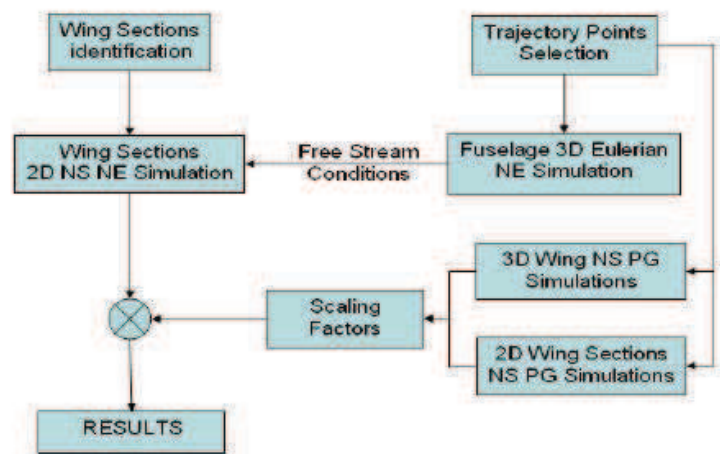 Wing Sections
identification
Trajectory Points
Selection
Wing Sections
2D NS NE Simulation
Free Stream
Conditions
Fuselage 3D Eulerian
NE Simulation
3D Wing NS PG
Simulations
Scaling
Factors
2D Wing Sections
NS PG Simulations
RESULTS